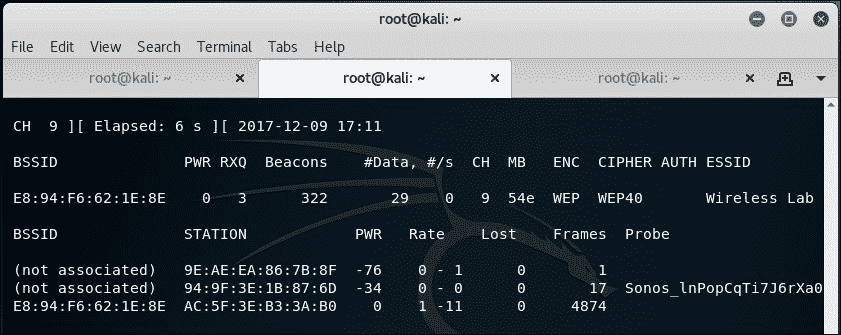 root@kali: ~
File Edit View Search Terminal Tabs Help
root@kali: ~ × root@kali: ~ × root@kali: ~ ×
CH 9 ][ Elapsed: 6 s ][ 2017-12-09 17:11
BSSID PWR RXQ Beacons #Data, #/s CH MB ENC CIPHER AUTH ESSID
E8:94:F6:62:1E:8E 0 3 322 29 0 9 54e WEP WEP40 Wireless Lab
BSSID STATION PWR Rate Lost Frames Probe
(not associated) 9E:AE:EA:86:7B:8F -76 0 - 1 0 1
(not associated) 94:9F:3E:1B:87:6D -34 0 - 0 0 17 Sonos_lnPopCqTi7J6rXa0
E8:94:F6:62:1E:8E AC:5F:3E:B3:3A:B0 0 1 -11 0 4874